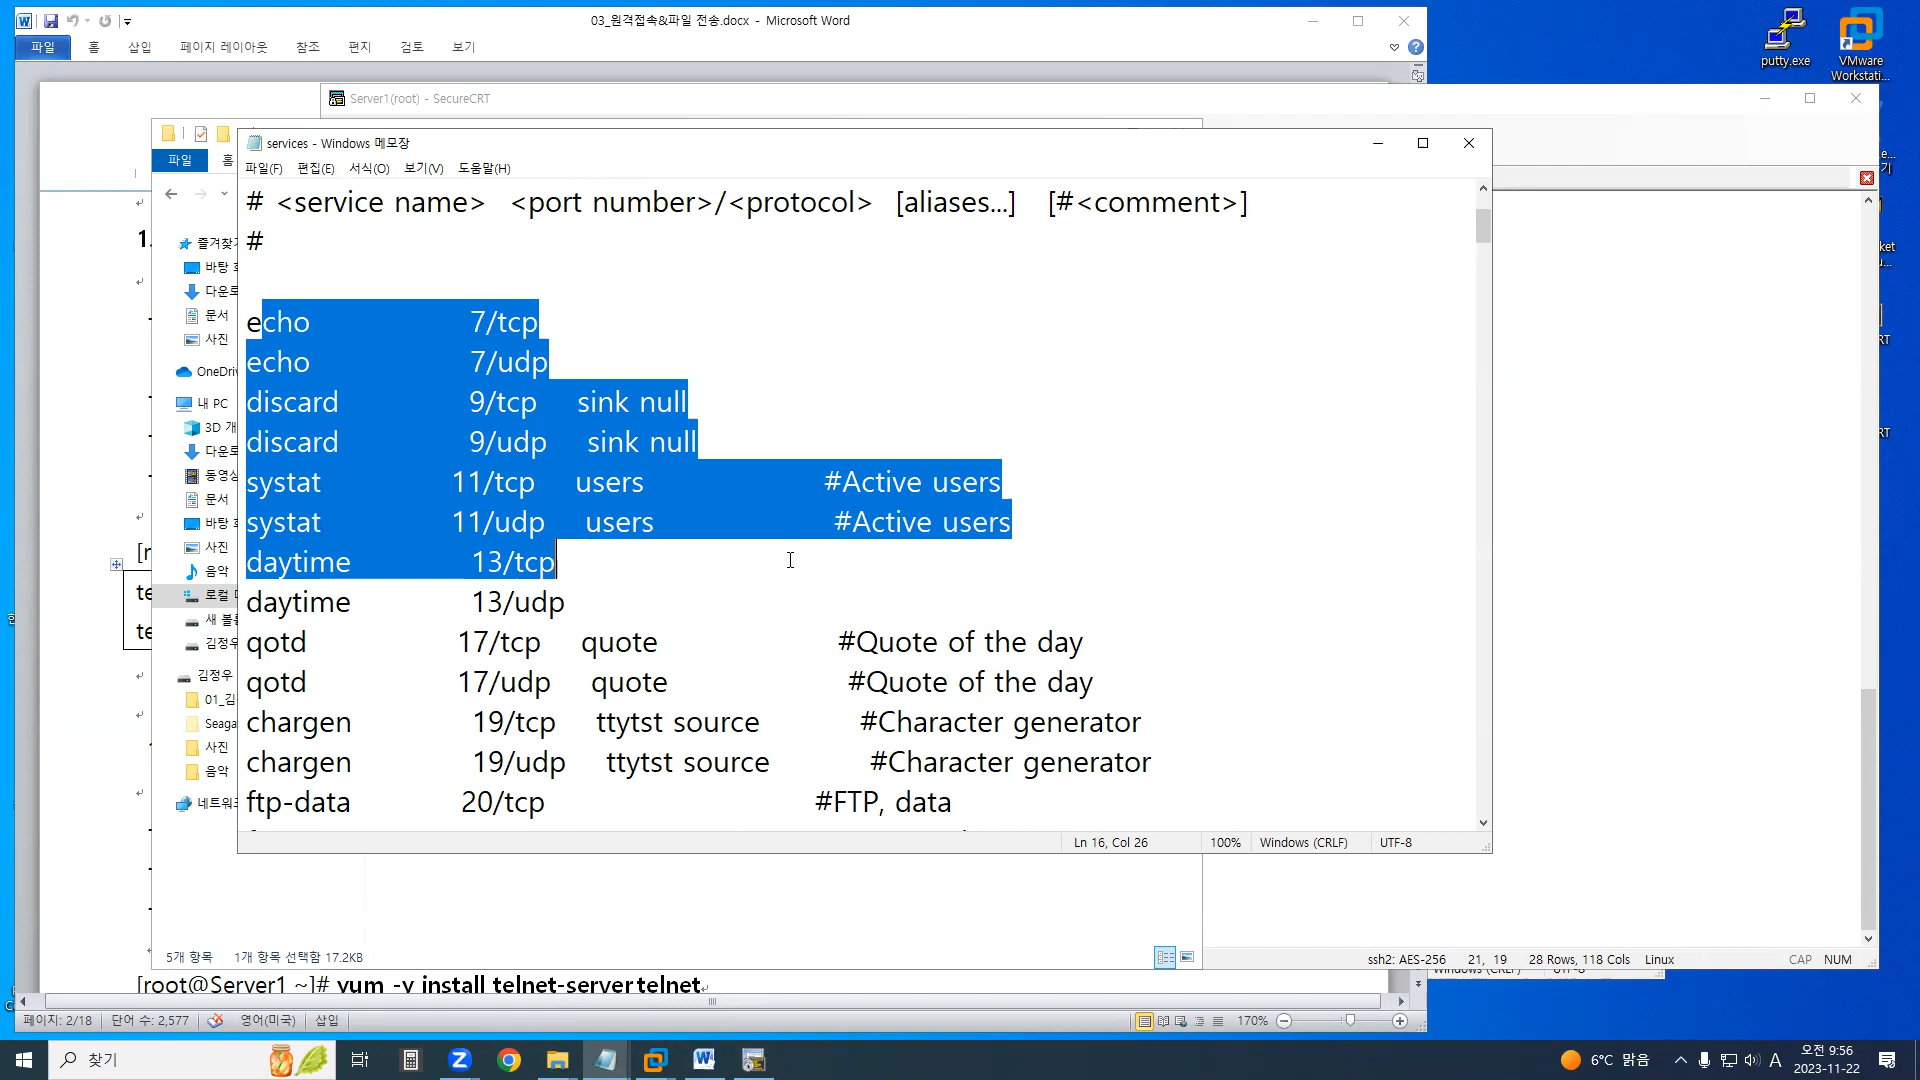 03_원격접속&파일 전송.docx - Microsoft Word
파일 홈 삽입 페이지 레이아웃 참조 편지 검토 보기
putty.exe
VMware
Workstati...
Server1(root) - SecureCRT
파일 홈
services - Windows 메모장
파일(F) 편집(E) 서식(O) 보기(V) 도움말(H)
# <service name> <port number>/<protocol> [aliases...] [#<comment>]
#
echo 7/tcp
echo 7/udp
discard 9/tcp sink null
discard 9/udp sink null
systat 11/tcp users #Active users
systat 11/udp users #Active users
daytime 13/tcp
daytime 13/udp
qotd 17/tcp quote #Quote of the day
qotd 17/udp quote #Quote of the day
chargen 19/tcp ttytst source #Character generator
chargen 19/udp ttytst source #Character generator
ftp-data 20/tcp #FTP, data
Ln 16, Col 26 100% Windows (CRLF) UTF-8
1.
즐겨찾기
바탕
다운로
문서
사진
OneDri
내 PC
3D 개
다운로
동영상
문서
바탕
사진
음악
로컬
새 볼
김정우
김정우
01_김
Seaga
사진
음악
네트워크
[r
te
te
5개 항목 1개 항목 선택함 17.2KB
ssh2: AES-256 21, 19 28 Rows, 118 Cols Linux CAP NUM
[root@Server1 ~]# yum -y install telnet-server telnet
페이지: 2/18 단어 수: 2,577 영어(미국) 삽입 170%
찾기
6°C 맑음 A 오전 9:56
2023-11-22